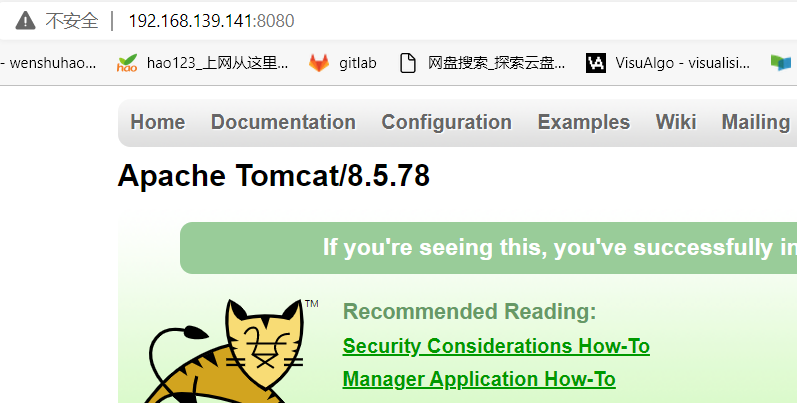 不安全 | 192.168.139.141:8080
- wenshuhao... hao123_上网从这里... gitlab 网盘搜索_探索云盘... VisuAlgo - visualisi...
Home Documentation Configuration Examples Wiki Mailing
Apache Tomcat/8.5.78
If you're seeing this, you've successfully in
TM
Recommended Reading:
Security Considerations How-To
Manager Application How-To